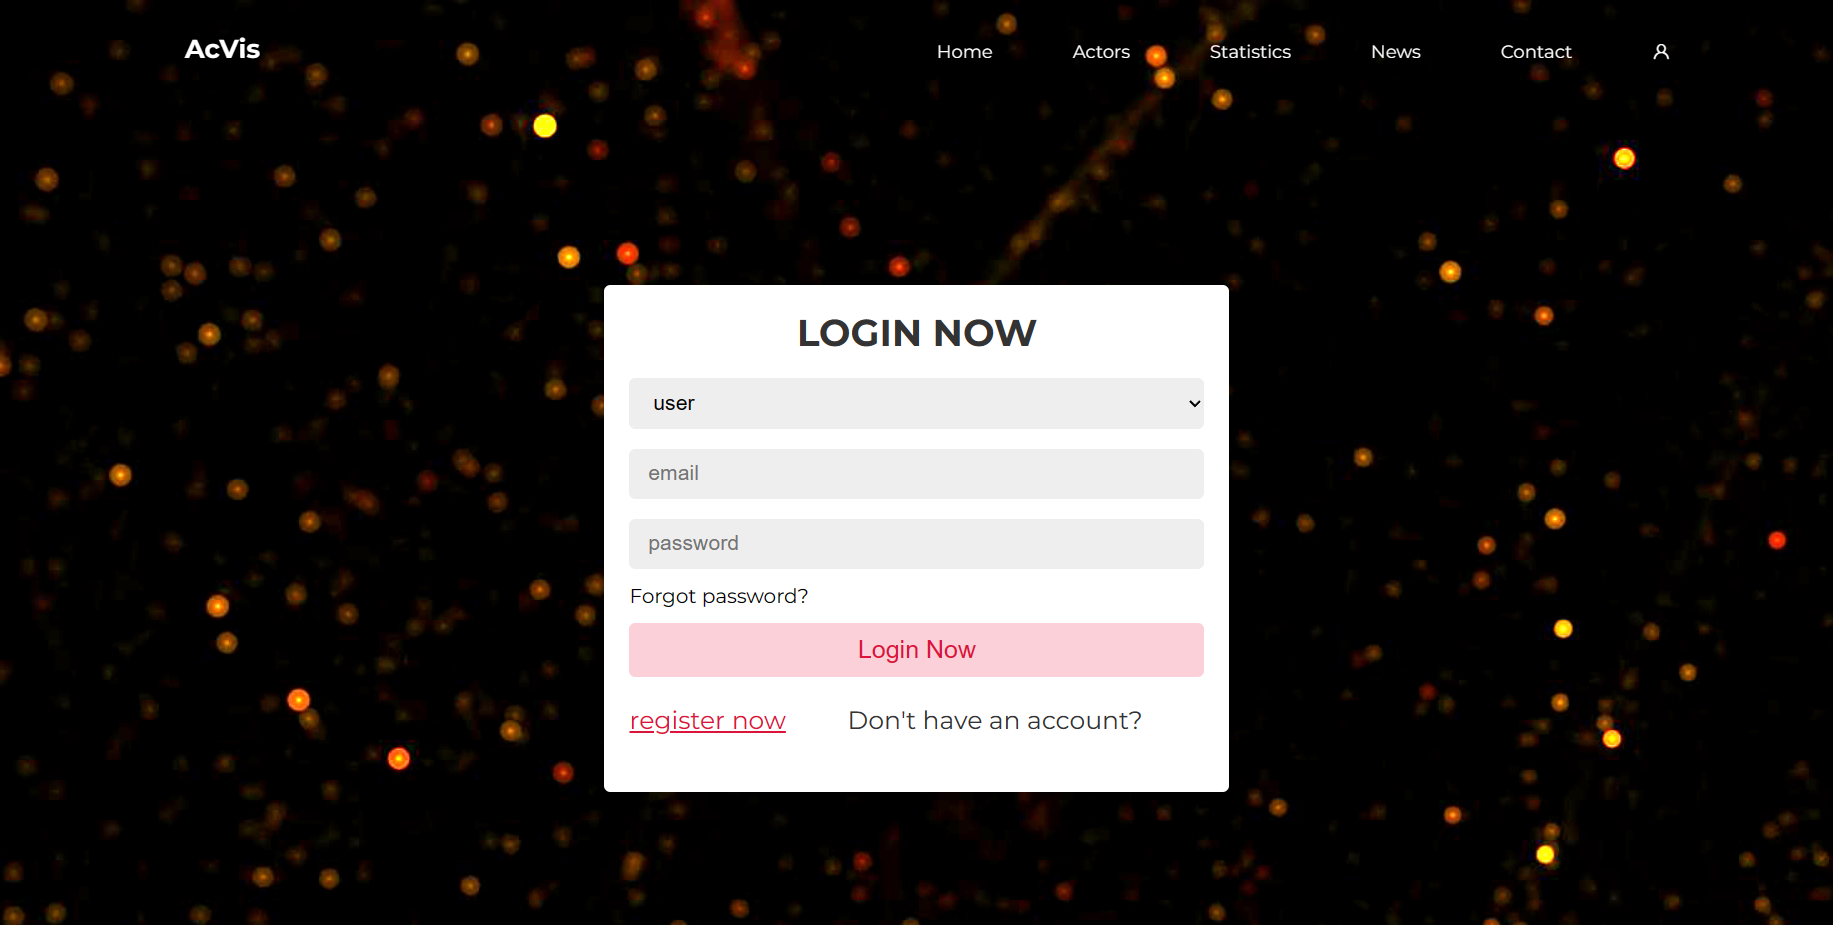 AcVis Home Actors Statistics News Contact
LOGIN NOW
user
email
password
Forgot password?
Login Now
register now Don't have an account?